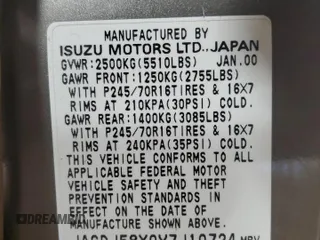 MANUFACTURED BY
ISUZU MOTORS LTD., JAPAN
GVWR: 2500KG(5510LBS) JAN.00
GAWR FRONT: 1250KG(2755LBS)
WITH P245/70R16TIRES & 16X7
RIMS AT 210KPA(30PSI) COLD.
GAWR REAR: 1400KG(3085LBS)
WITH P245/70R16TIRES & 16X7
RIMS AT 240KPA(35PSI) COLD.
THIS VEHICLE CONFORMS TO ALL
APPLICABLE FEDERAL MOTOR
VEHICLE SAFETY AND THEFT
PREVENTION STANDARDS IN
EFFECT ON THE DATE OF
MANUFACTURE SHOWN ABOVE.
DREAMBID